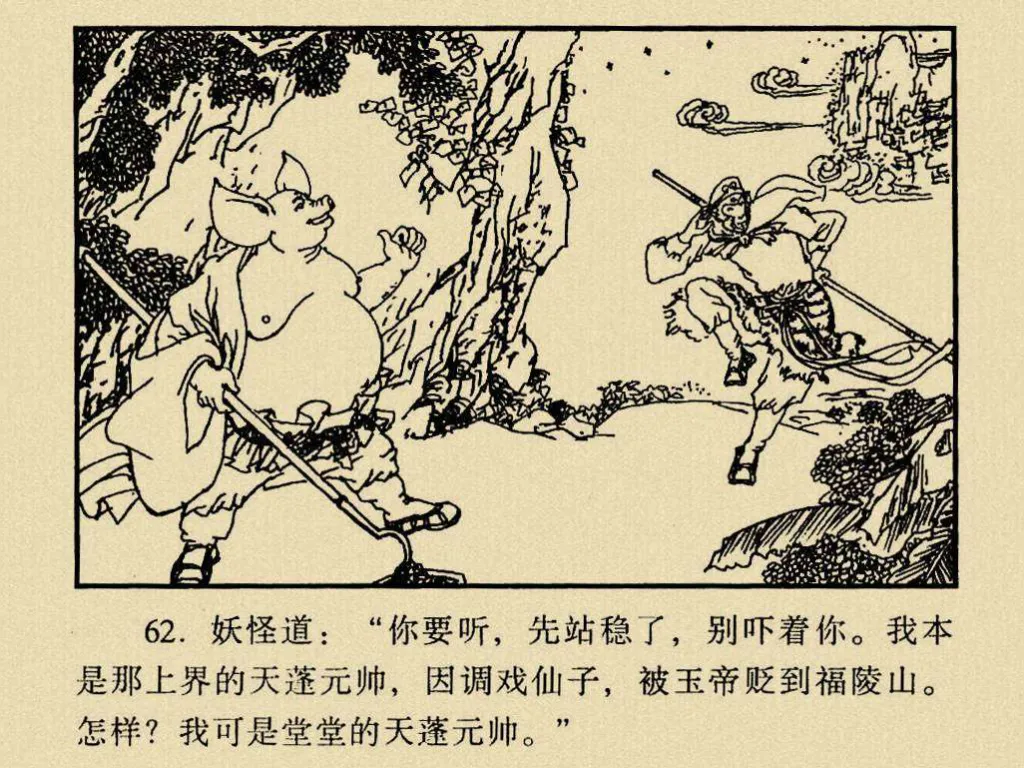 62. 妖怪道：“你要听，先站稳了，别吓着你。我本
是那上界的天蓬元帅，因调戏仙子，被玉帝贬到福陵山。
怎样？我可是堂堂的天蓬元帅。”